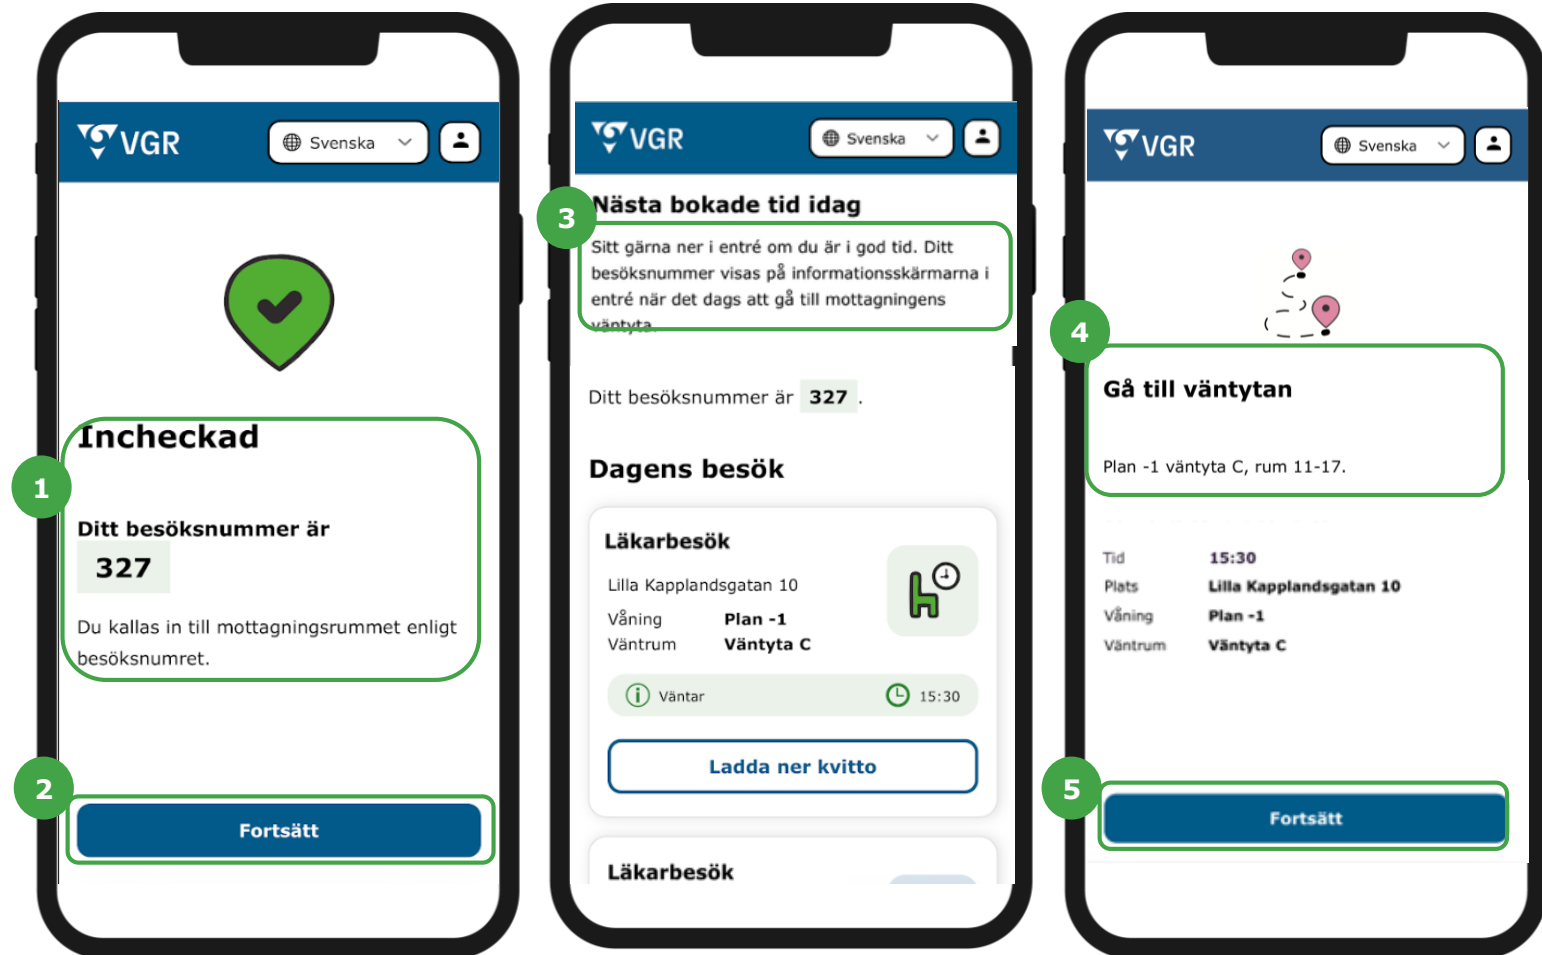 VGR
Svenska
1
Incheckad
Ditt besöksnummer är
327
Du kallas in till mottagningsrummet enligt
besöksnumret.
2
Fortsätt
VGR
Svenska
Nästa bokade tid idag
3
Sitt gärna ner i entré om du är i god tid. Ditt
besöksnummer visas på informationsskärmarna i
entré när det dags att gå till mottagningens
väntyta.
Ditt besöksnummer är 327.
Dagens besök
Läkarbesök
Lilla Kapplandsgatan 10
Våning Plan -1
Väntrum Väntyta C
Väntar 15:30
Ladda ner kvitto
Läkarbesök
VGR
Svenska
4
Gå till väntytan
Plan -1 väntyta C, rum 11-17.
Tid 15:30
Plats Lilla Kapplandsgatan 10
Våning Plan -1
Väntrum Väntyta C
5
Fortsätt